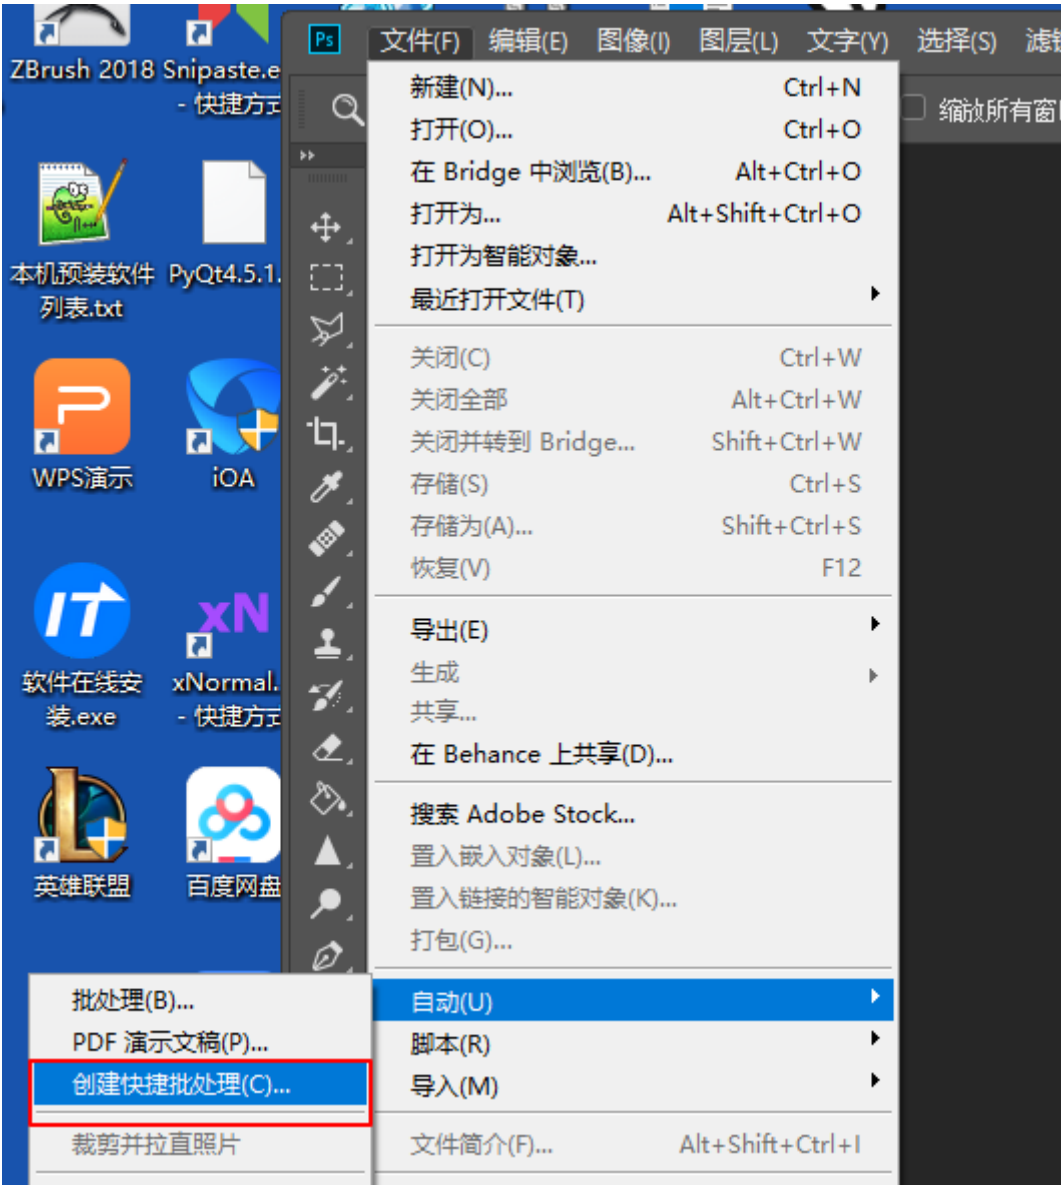 ZBrush 2018
Snipaste.e
- 快捷方式
本机预装软件
列表.txt
PyQt4.5.1.
WPS演示
iOA
软件在线安
装.exe
xN
xNormal.
- 快捷方式
英雄联盟
百度网盘
Ps
文件(F) 编辑(E) 图像(I) 图层(L) 文字(Y) 选择(S) 滤镜
缩放所有窗口
新建(N)... Ctrl+N
打开(O)... Ctrl+O
在 Bridge 中浏览(B)... Alt+Ctrl+O
打开为... Alt+Shift+Ctrl+O
打开为智能对象...
最近打开文件(T)
关闭(C) Ctrl+W
关闭全部 Alt+Ctrl+W
关闭并转到 Bridge... Shift+Ctrl+W
存储(S) Ctrl+S
存储为(A)... Shift+Ctrl+S
恢复(V) F12
导出(E)
生成
共享...
在 Behance 上共享(D)...
搜索 Adobe Stock...
置入嵌入对象(L)...
置入链接的智能对象(K)...
打包(G)...
自动(U)
脚本(R)
导入(M)
文件简介(F)... Alt+Shift+Ctrl+I
批处理(B)...
PDF 演示文稿(P)...
创建快捷批处理(C)...
裁剪并拉直照片